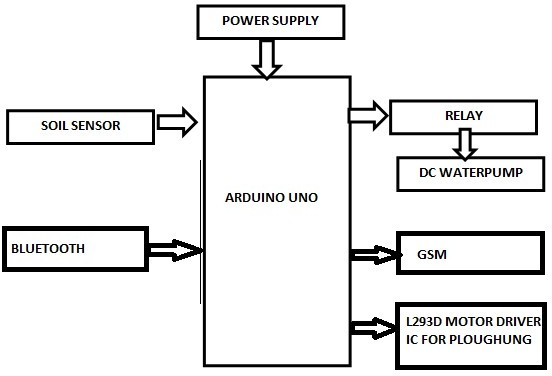 POWER SUPPLY
SOIL SENSOR
RELAY
DC WATERPUMP
ARDUINO UNO
BLUETOOTH
GSM
L293D MOTOR DRIVER
IC FOR PLOUGHUNG